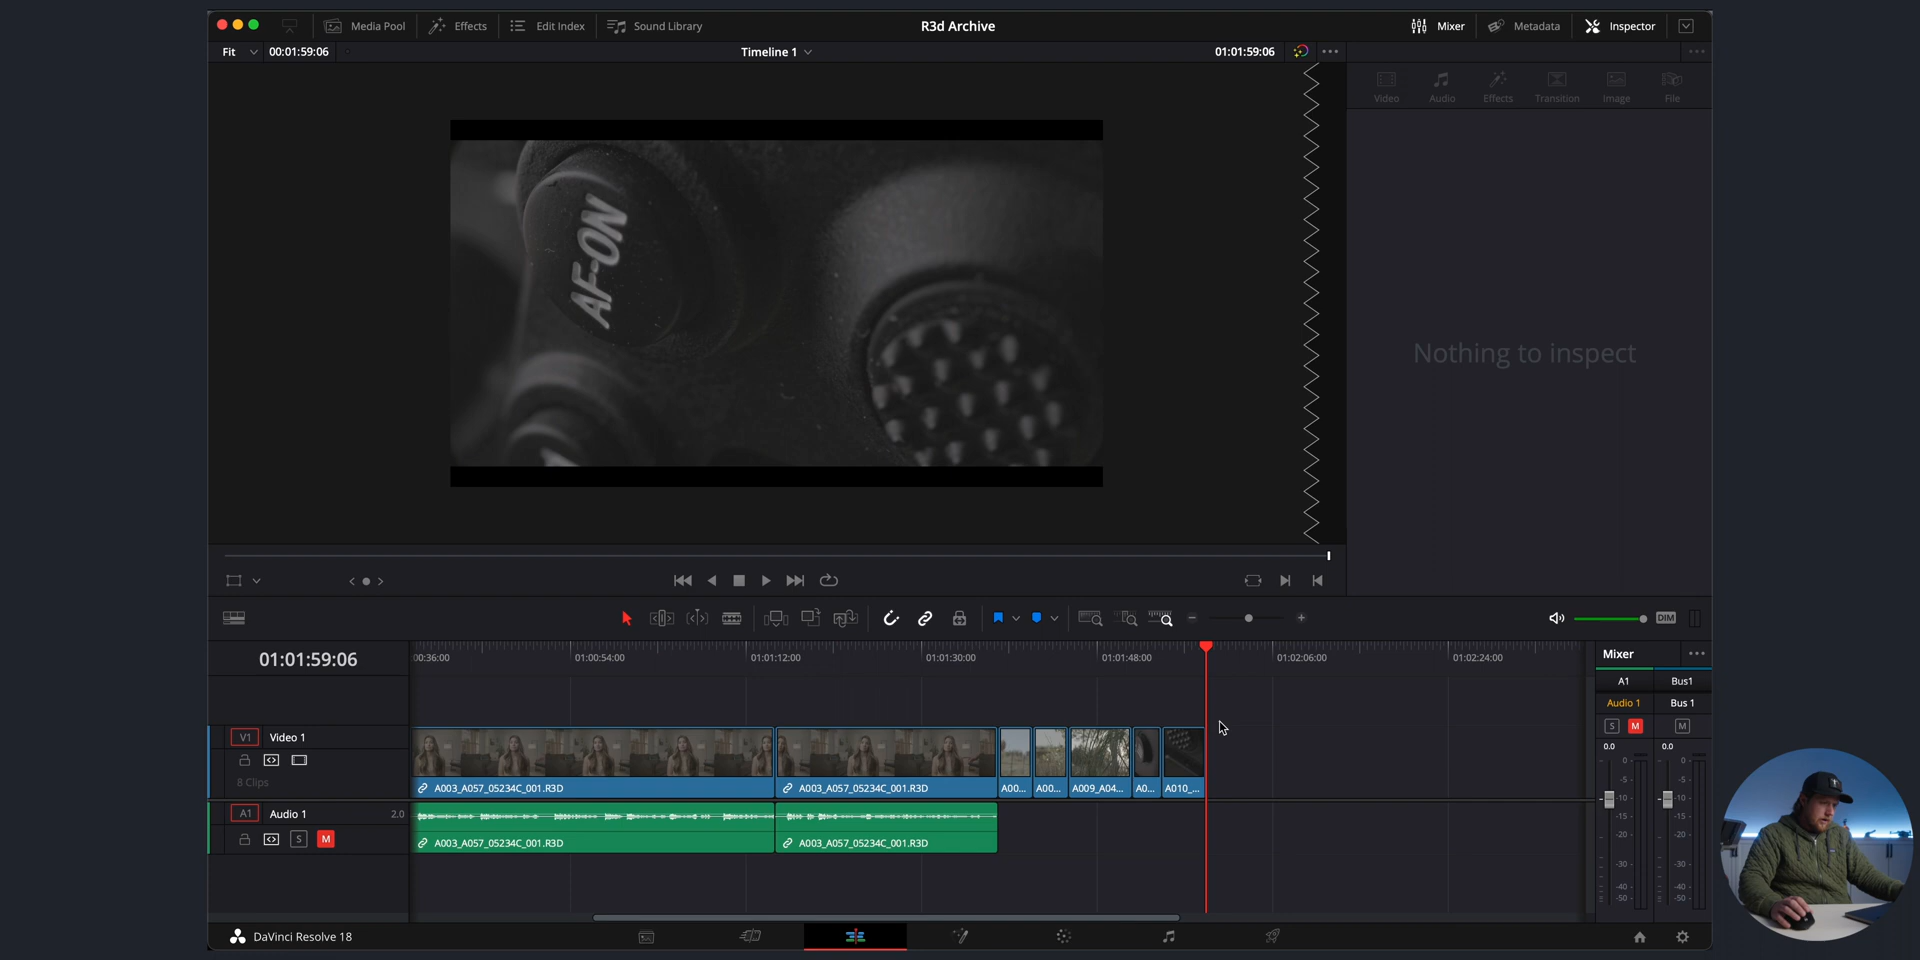 Media Pool Effects Edit Index Sound Library R3d Archive Mixer Metadata Inspector
Fit 00:01:59:06 Timeline 1 01:01:59:06
Video Audio Effects Transition Image File
AF-ON
Nothing to inspect
DIM
01:01:59:06 00:36:00 01:00:54:00 01:01:12:00 01:01:30:00 01:01:48:00 01:02:06:00 01:02:24:00 Mixer
A1 Bus1
Audio 1 Bus 1
S M M
V1 Video 1
8 Clips
A003_A057_05234C_001.R3D A003_A057_05234C_001.R3D A00... A00... A009_A04... A0... A010_...
A1 Audio 1 2.0
S M
A003_A057_05234C_001.R3D A003_A057_05234C_001.R3D
0.0 0.0
0 0
-5 -5
-10 -10
-15 -15
-20 -20
-30 -30
-40 -40
-50 -50
DaVinci Resolve 18